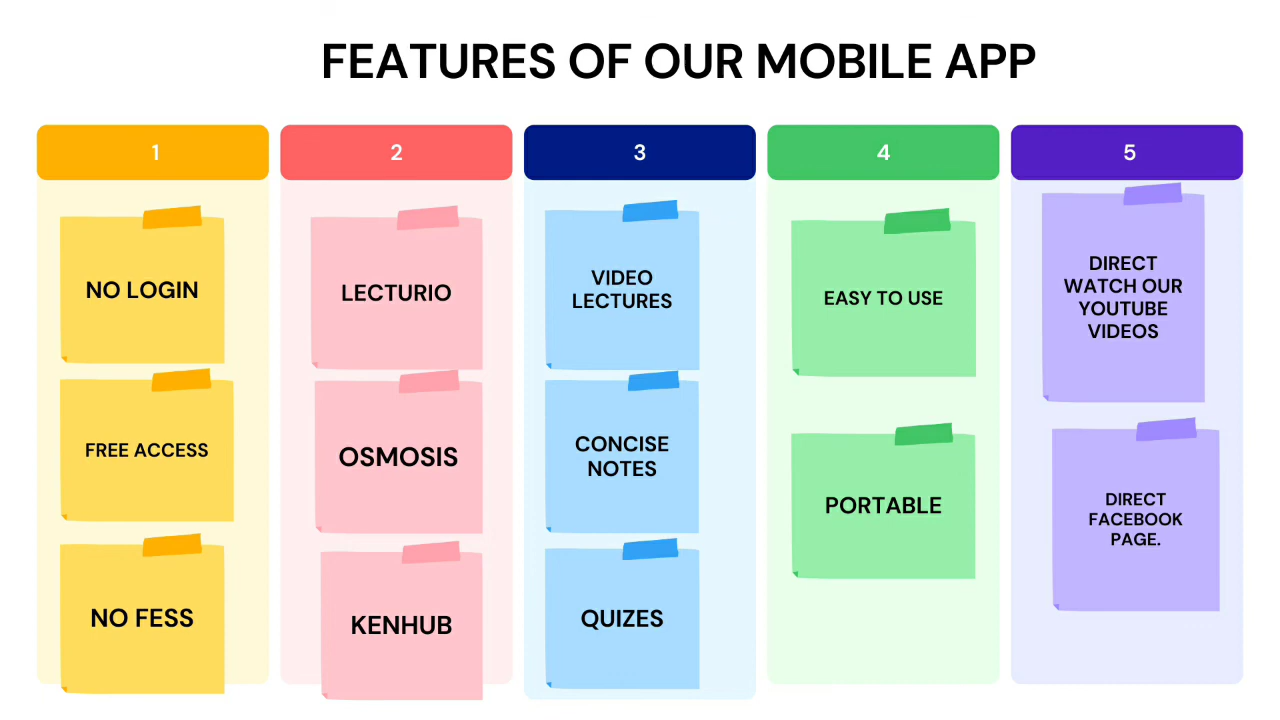 FEATURES OF OUR MOBILE APP
1
NO LOGIN
FREE ACCESS
NO FESS
2
LECTURIO
OSMOSIS
KENHUB
3
VIDEO
LECTURES
CONCISE
NOTES
QUIZES
4
EASY TO USE
PORTABLE
5
DIRECT
WATCH OUR
YOUTUBE
VIDEOS
DIRECT
FACEBOOK
PAGE.